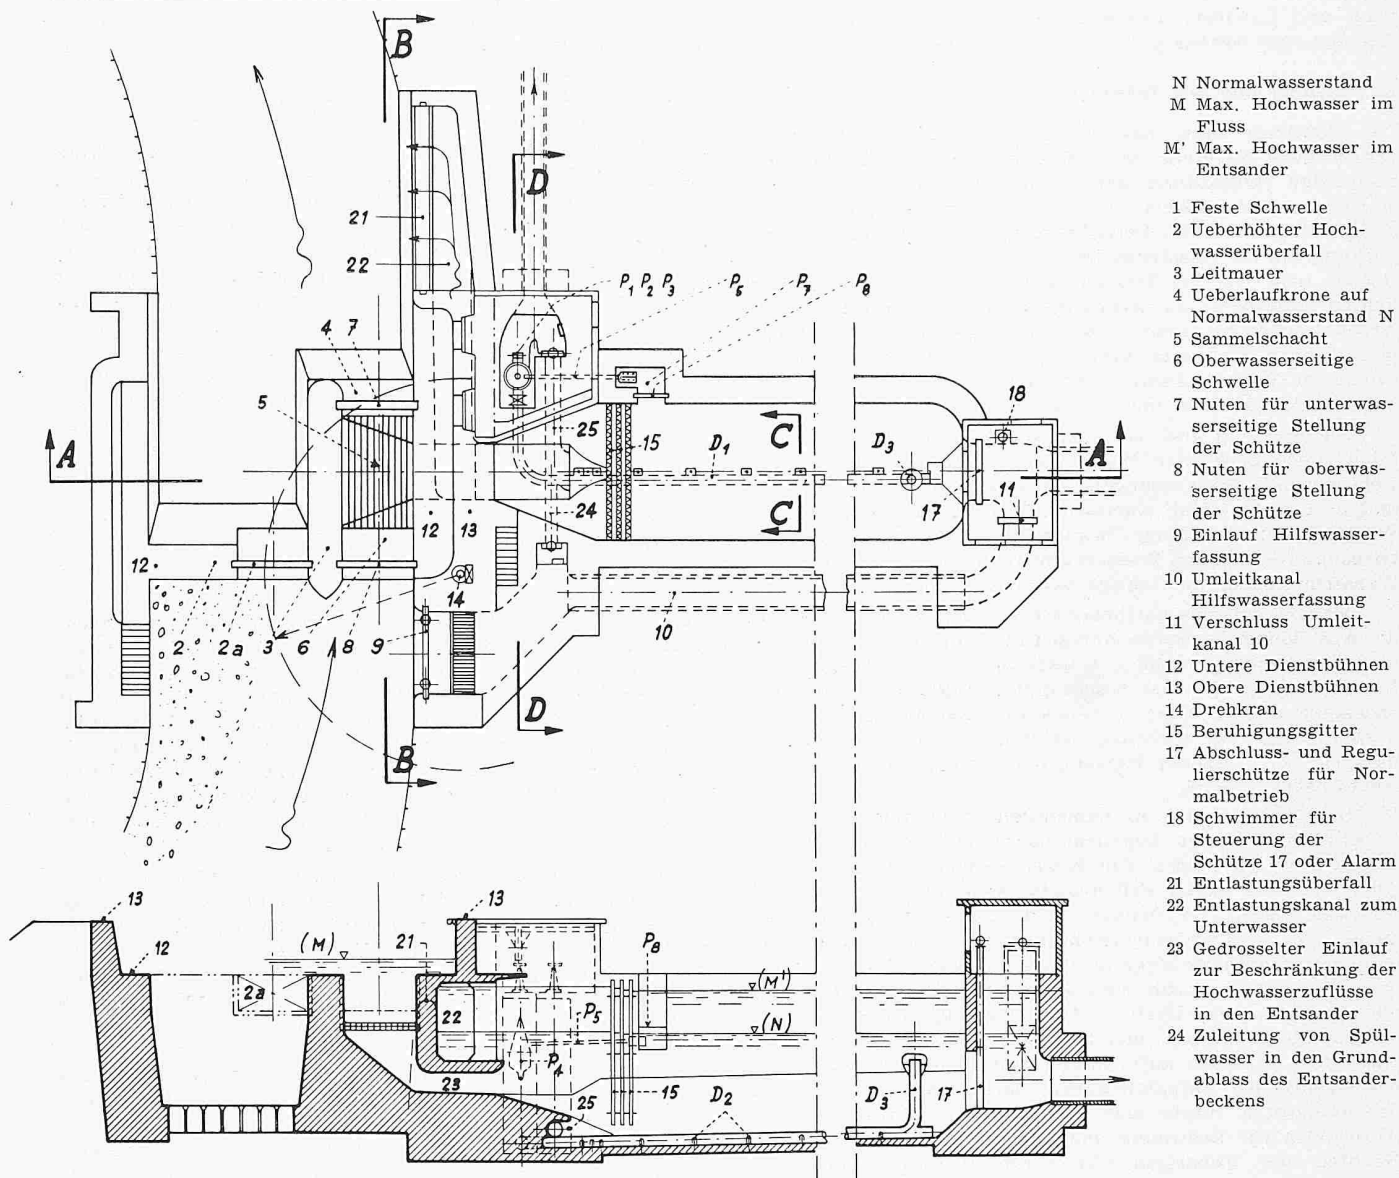 B
D
21
22
P₁ P₂ P₃ P₅ P₇ P₈
4 7
5
18
A
25 15 C D₁ D₃ A
12 13 24 C 17 11
12
14
2 2a 3 6 8 9 10
D
B
N Normalwasserstand
M Max. Hochwasser im
Fluss
M' Max. Hochwasser im
Entsander
1 Feste Schwelle
2 Ueberhöhter Hoch-
wasserüberfall
3 Leitmauer
4 Ueberlaufkrone auf
Normalwasserstand N
5 Sammelschacht
6 Oberwasserseitige
Schwelle
7 Nuten für unterwas-
serseitige Stellung
der Schütze
8 Nuten für oberwas-
serseitige Stellung
der Schütze
9 Einlauf Hilfswasser-
fassung
10 Umleitkanal
Hilfswasserfassung
11 Verschluss Umleit-
kanal 10
12 Untere Dienstbühnen
13 Obere Dienstbühnen
14 Drehkran
15 Beruhigungsgitter
17 Abschluss- und Regu-
lierschütze für Nor-
malbetrieb
18 Schwimmer für
Steuerung der
Schütze 17 oder Alarm
21 Entlastungsüberfall
22 Entlastungskanal zum
Unterwasser
23 Gedrosselter Einlauf
zur Beschränkung der
Hochwasserzuflüsse
in den Entsander
24 Zuleitung von Spül-
wasser in den Grund-
ablass des Entsander-
beckens
13 13
12 (M) 21 P₈
2a (M')
22 P₅ (N)
P₄
23 15 D₂ D₃ 17
25